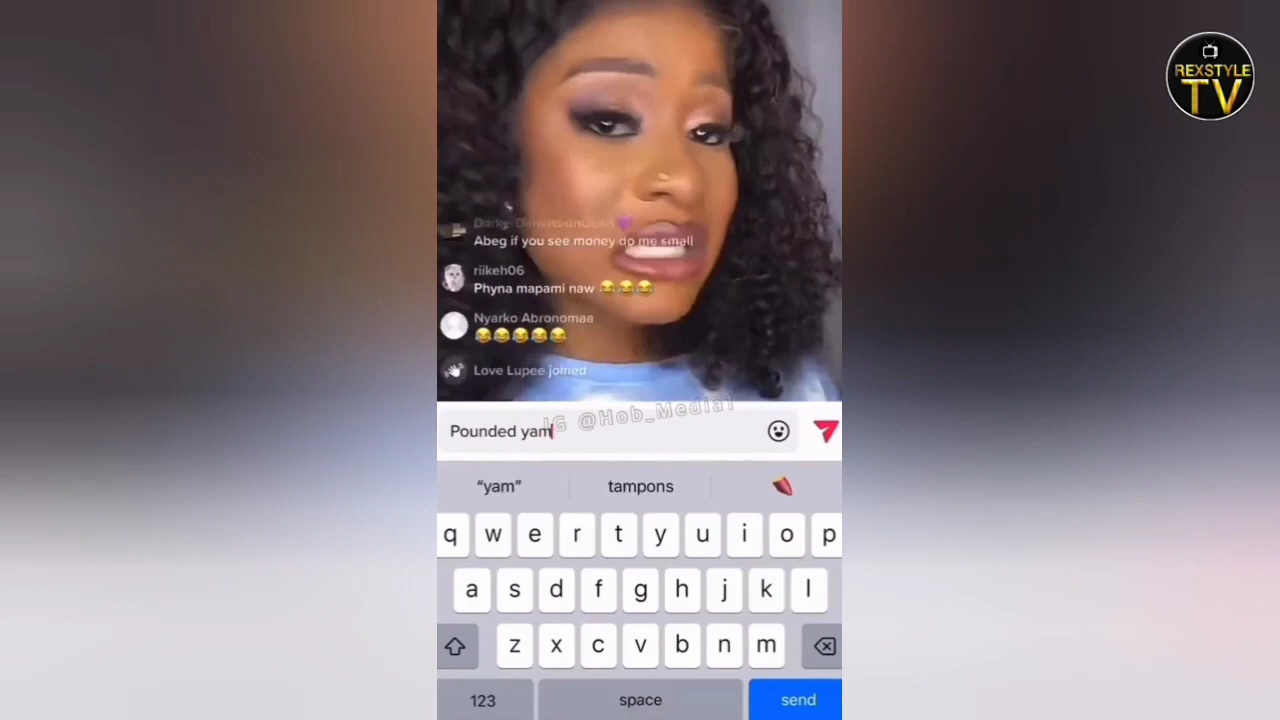 REXSTYLE
TV
Abeg if you see money do me small
riikeh06
Phyna mapami naw 😂😂😂
Nyarko Abronomaa
😂😂😂😂😂
Love Lupee joined
IG @Hob_Media1
Pounded yam
“yam” tampons 🍠
q w e r t y u i o p
a s d f g h j k l
z x c v b n m
123 space send